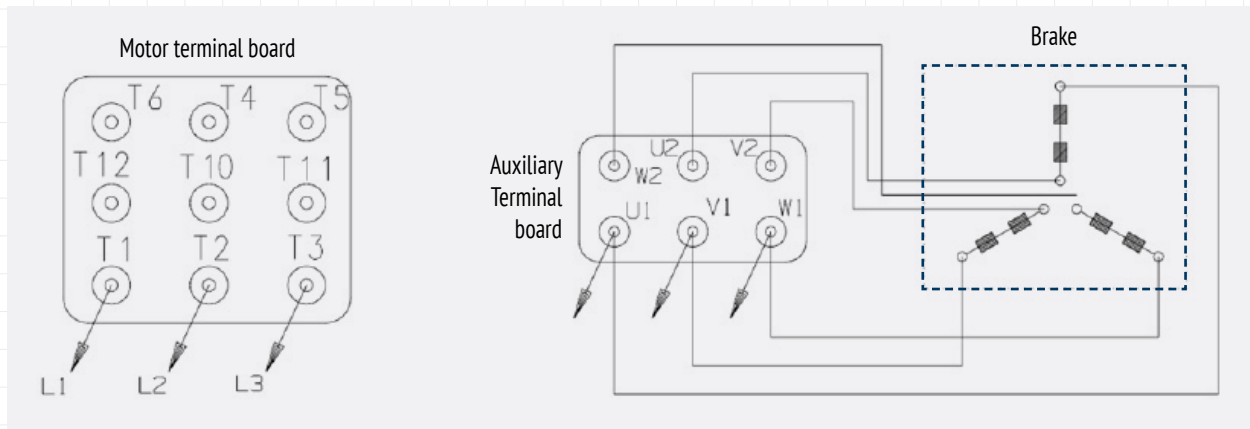 Motor terminal board
T6 T4 T5
T12 T10 T11
T1 T2 T3
L1 L2 L3
Auxiliary
Terminal
board
W2 U2 V2
U1 V1 W1
Brake